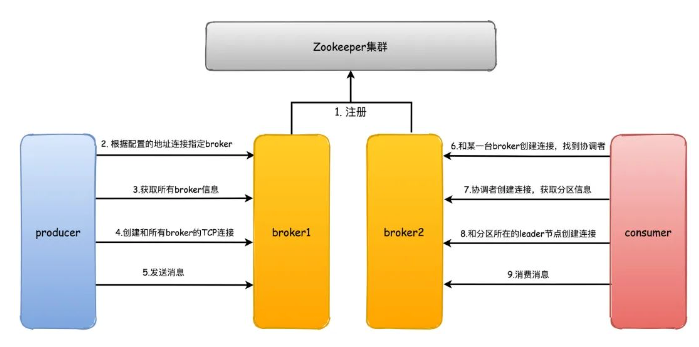 Zookeeper集群
1. 注册
2. 根据配置的地址连接指定broker
3.获取所有broker信息
4.创建和所有broker的TCP连接
5.发送消息
producer
broker1
broker2
consumer
6.和某一台broker创建连接，找到协调者
7.协调者创建连接，获取分区信息
8.和分区所在的leader节点创建连接
9.消费消息